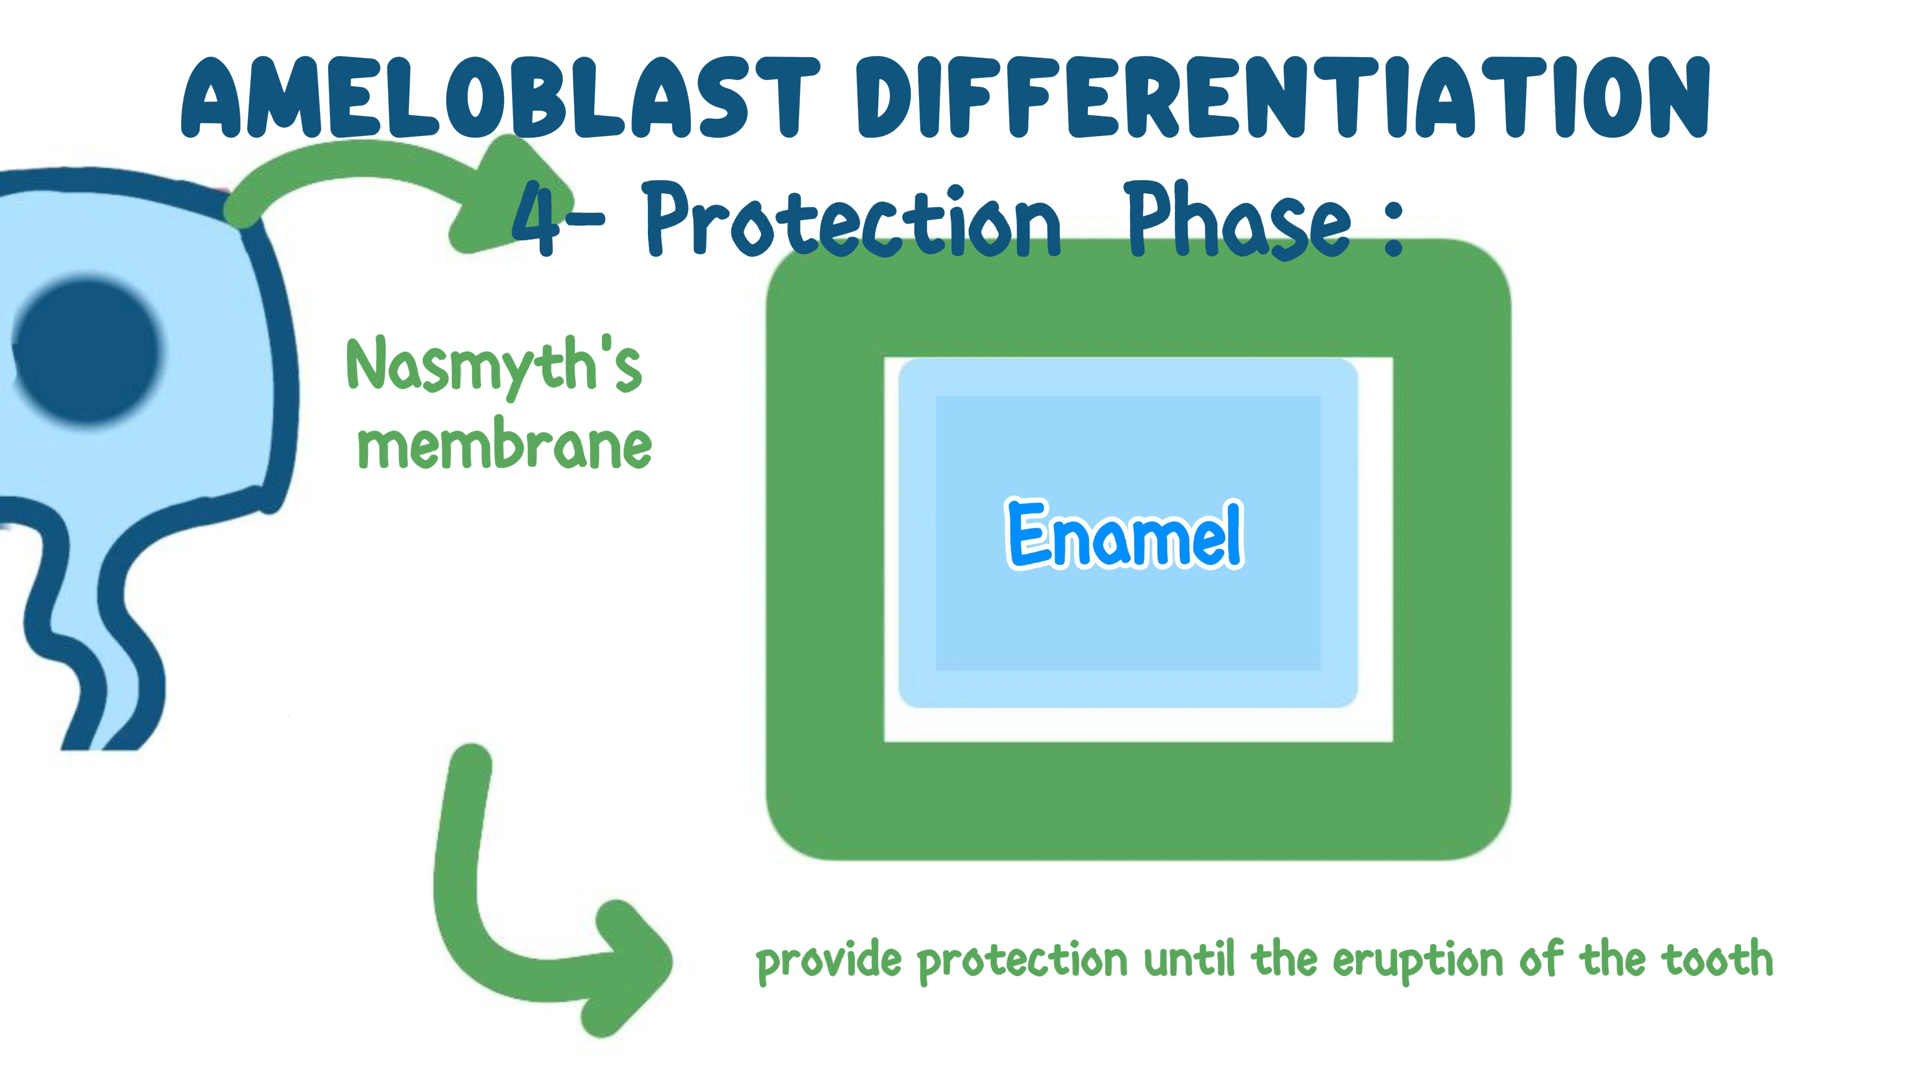 AMELOBLAST DIFFERENTIATION
4- Protection Phase :
Nasmyth's
membrane
Enamel
provide protection until the eruption of the tooth